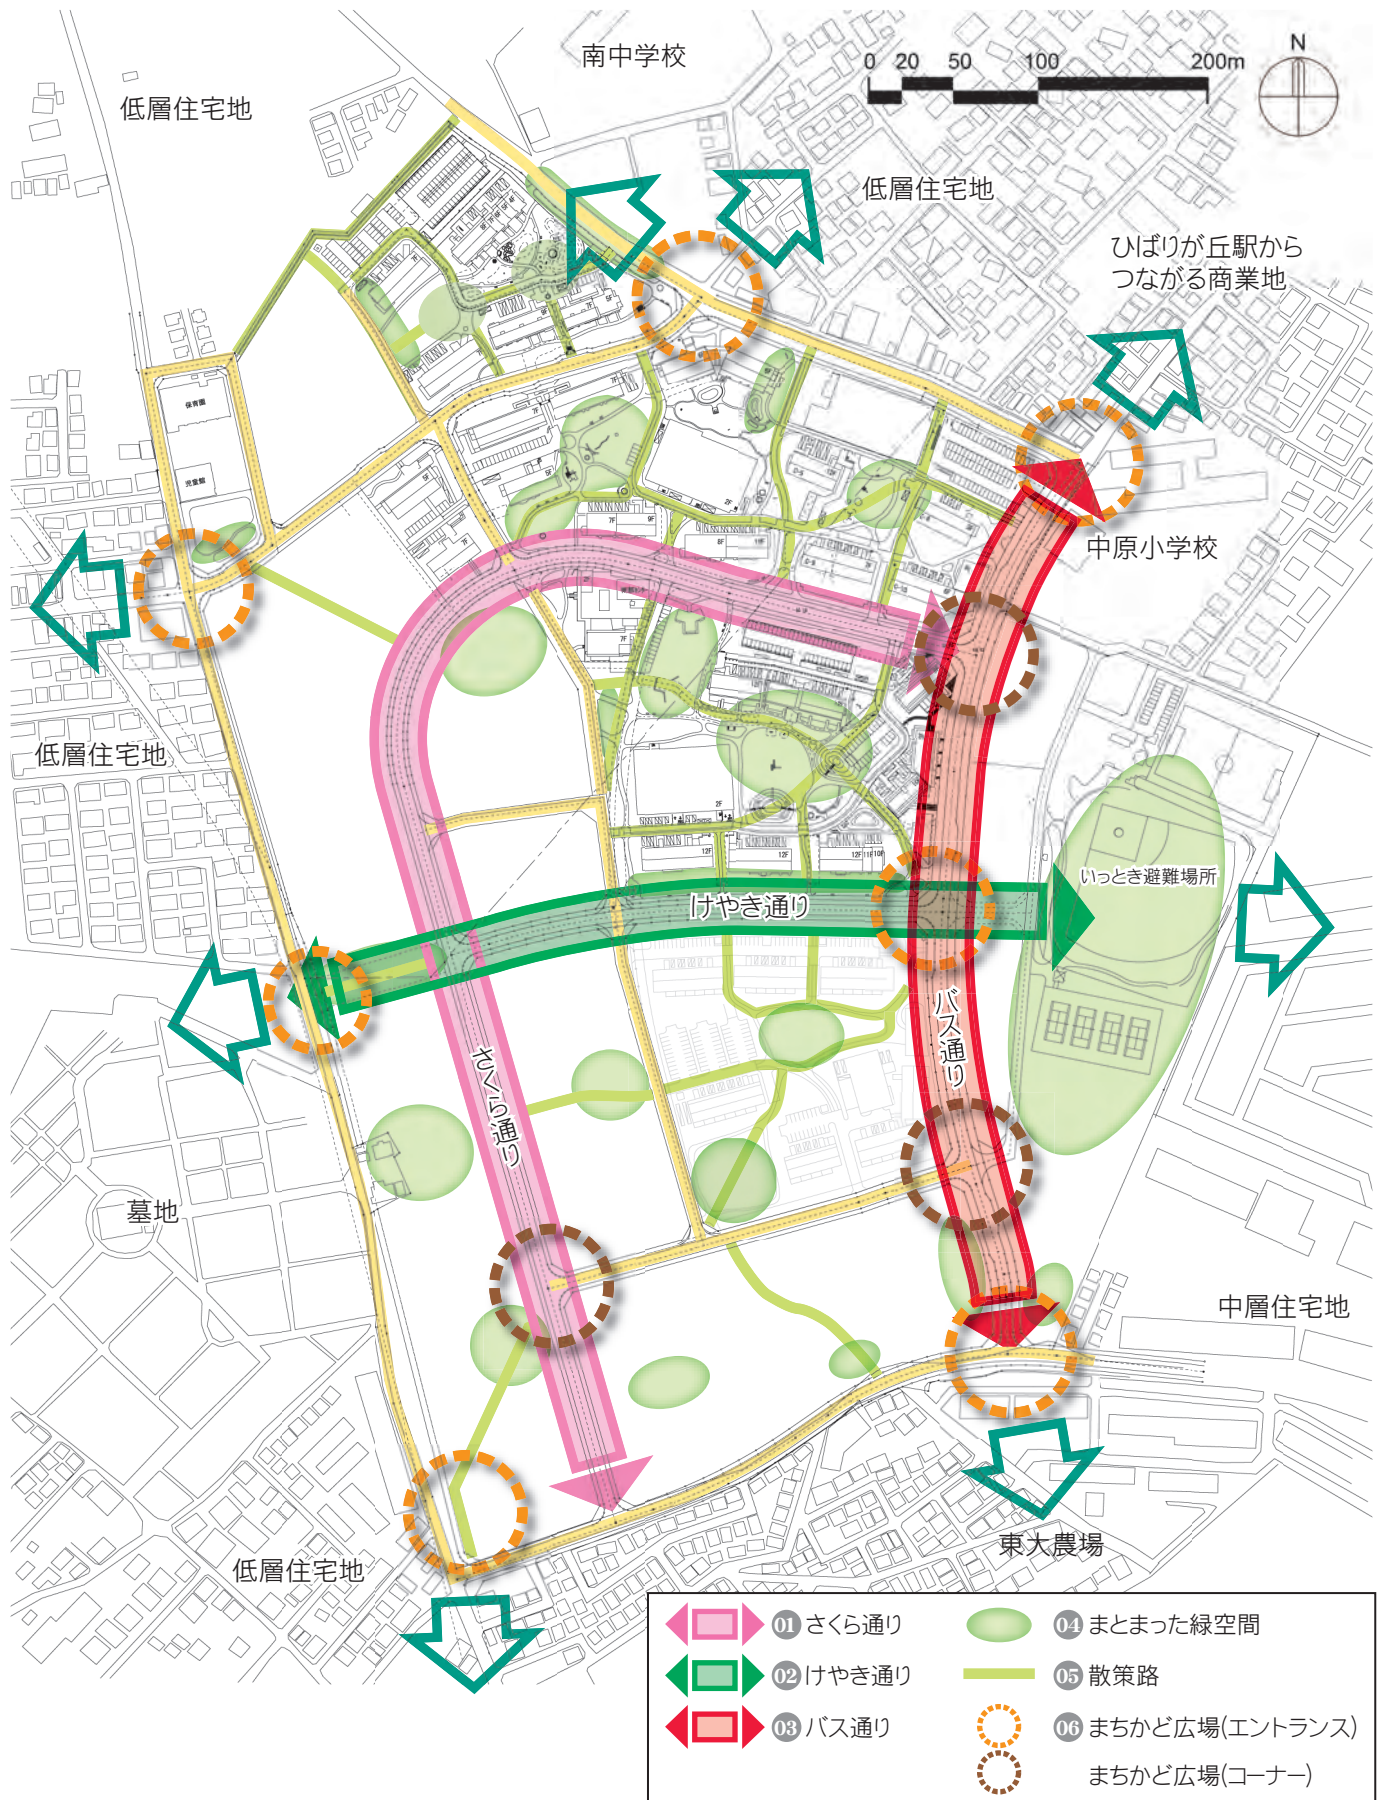 南中学校
0 20 50 100 200m
N
低層住宅地
低層住宅地
ひばりが丘駅から
つながる商業地
保育園
児童館
中原小学校
低層住宅地
いっとき避難場所
けやき通り
バス通り
さくら通り
墓地
中層住宅地
東大農場
低層住宅地
01 さくら通り
02 けやき通り
03 バス通り
04 まとまった緑空間
05 散策路
06 まちかど広場(エントランス)
まちかど広場(コーナー)